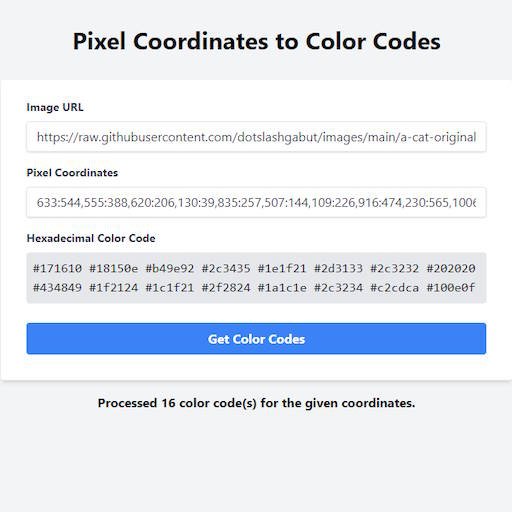 Pixel Coordinates to Color Codes
Image URL
https://raw.githubusercontent.com/dotslashgabut/images/main/a-cat-original
Pixel Coordinates
633:544,555:388,620:206,130:39,835:257,507:144,109:226,916:474,230:565,1006
Hexadecimal Color Code
#171610 #18150e #b49e92 #2c3435 #1e1f21 #2d3133 #2c3232 #202020
#434849 #1f2124 #1c1f21 #2f2824 #1a1c1e #2c3234 #c2cdca #100e0f
Get Color Codes
Processed 16 color code(s) for the given coordinates.